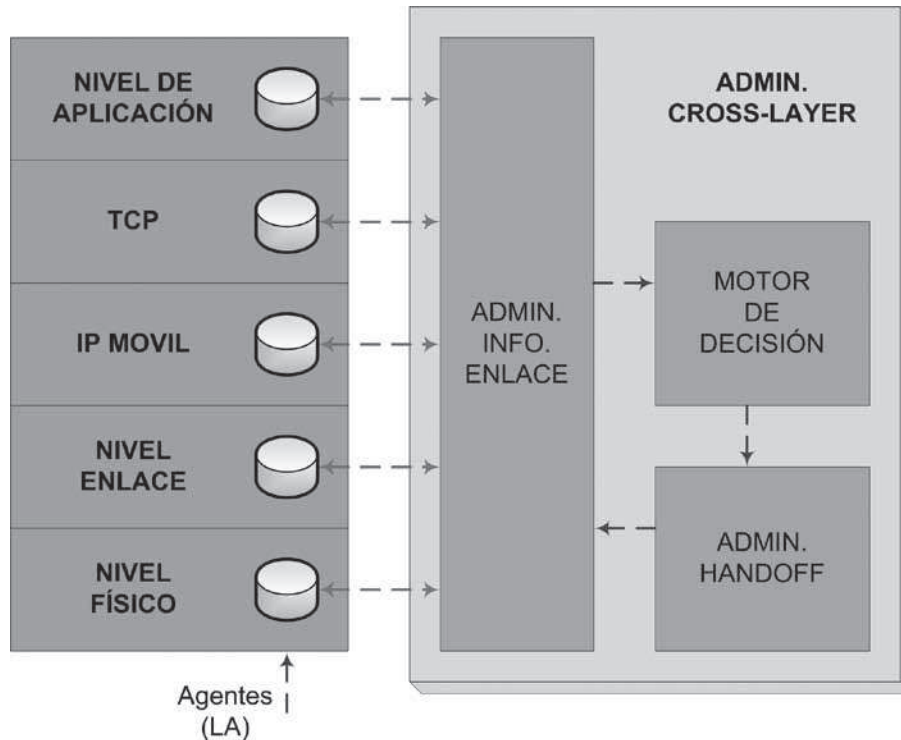 NIVEL DE
APLICACIÓN
TCP
IP MOVIL
NIVEL
ENLACE
NIVEL
FÍSICO
Agentes
(LA)
ADMIN.
INFO.
ENLACE
ADMIN.
CROSS-LAYER
MOTOR
DE
DECISIÓN
ADMIN.
HANDOFF